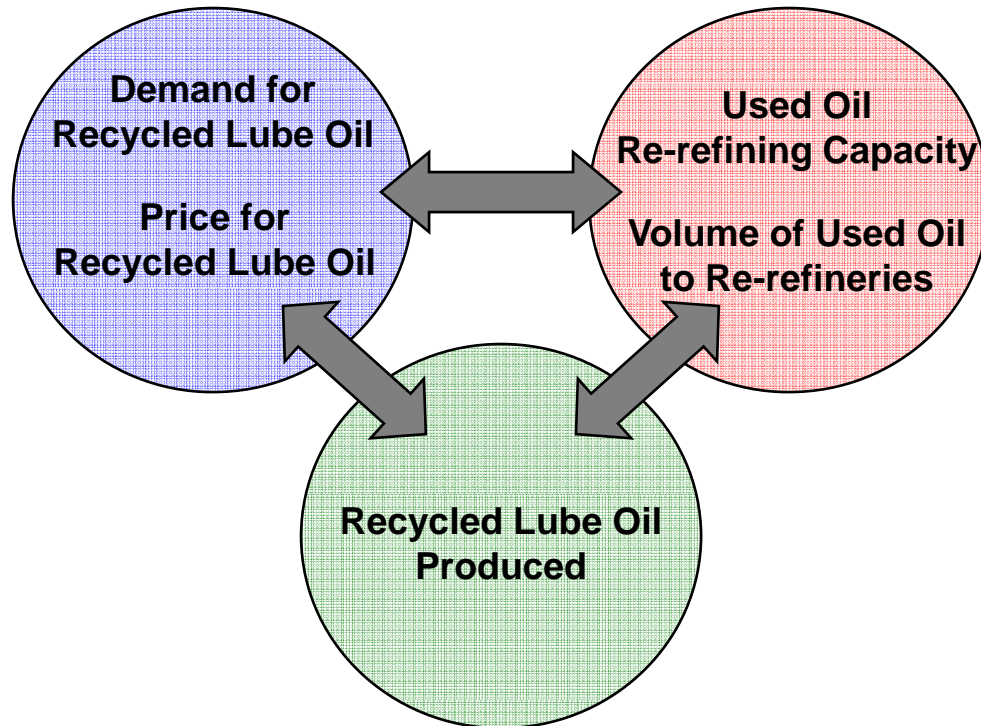 Demand for
Recycled Lube Oil
Price for
Recycled Lube Oil
Used Oil
Re-refining Capacity
Volume of Used Oil
to Re-refineries
Recycled Lube Oil
Produced